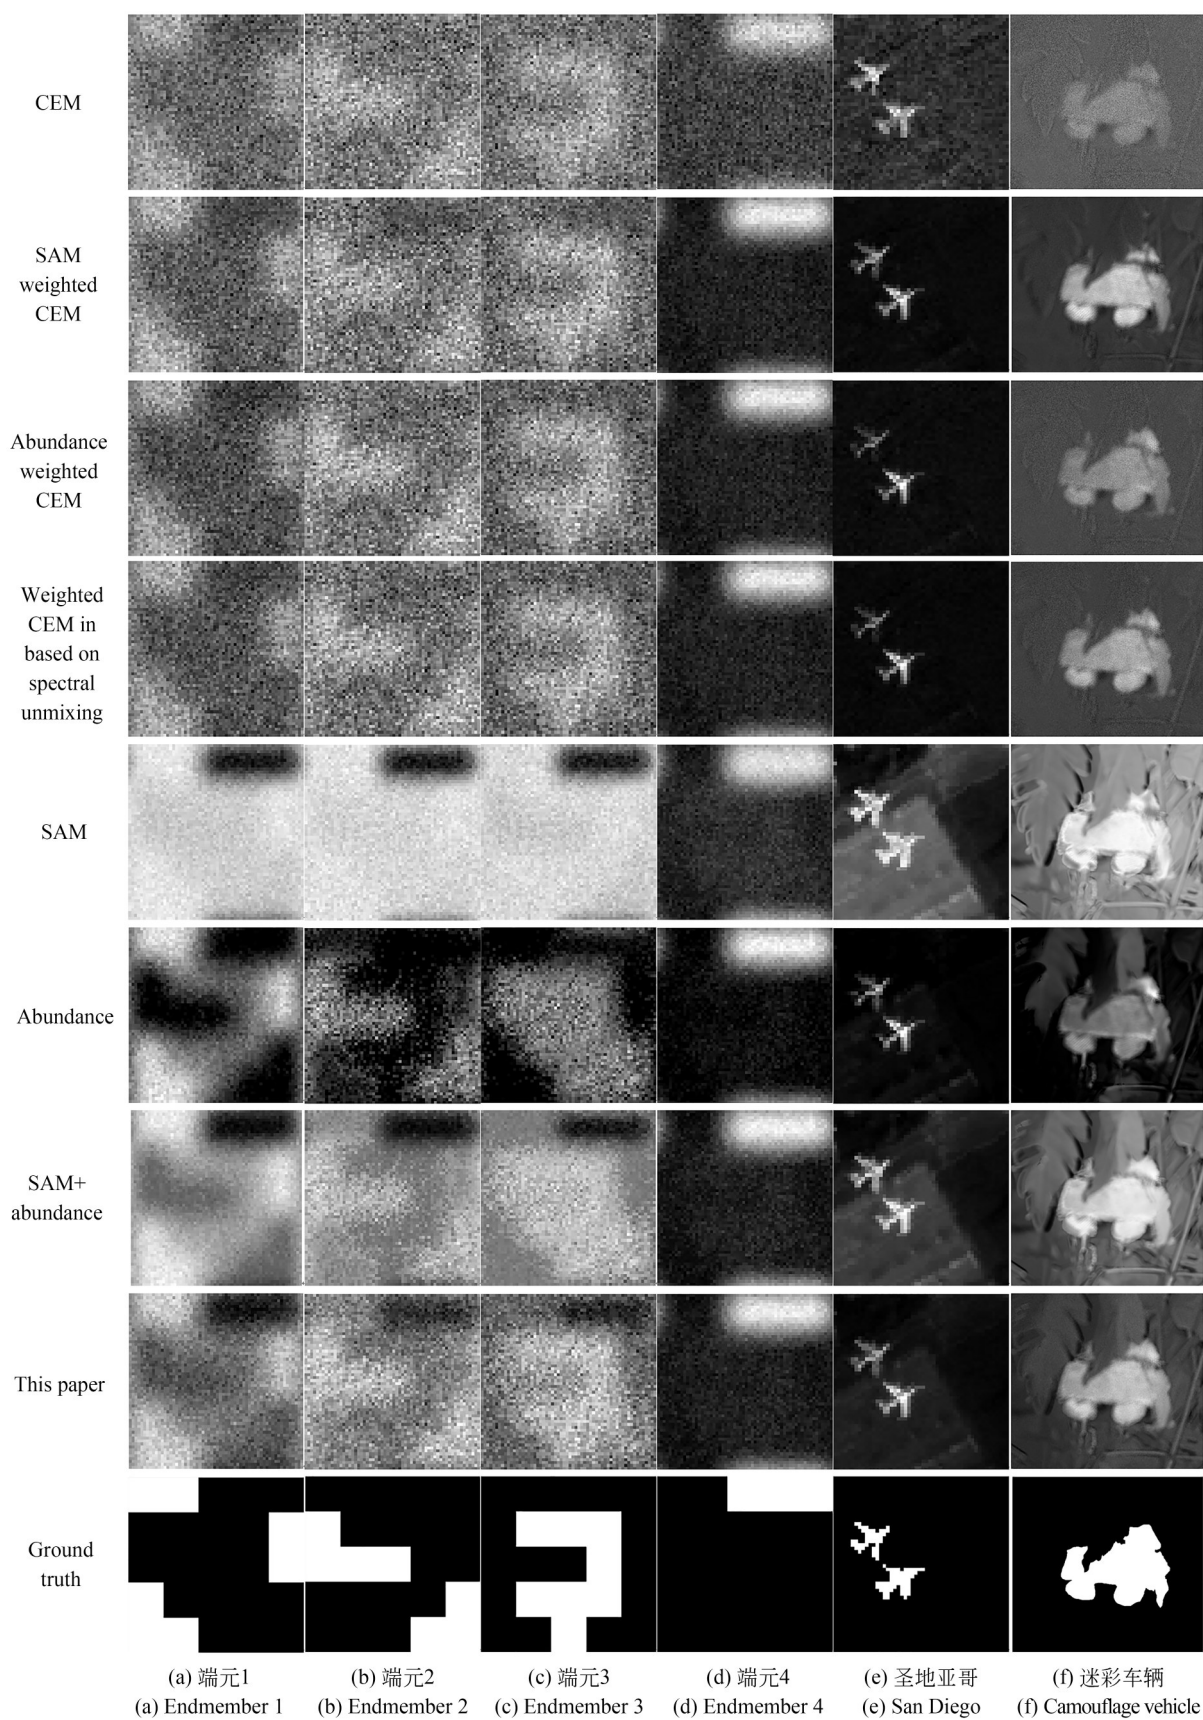 CEM
SAM
weighted
CEM
Abundance
weighted
CEM
Weighted
CEM in
based on
spectral
unmixing
SAM
Abundance
SAM+
abundance
This paper
Ground
truth
(a) 端元1
(b) 端元2
(c) 端元3
(d) 端元4
(e) 圣地亚哥
(f) 迷彩车辆
(a) Endmember 1
(b) Endmember 2
(c) Endmember 3
(d) Endmember 4
(e) San Diego
(f) Camouflage vehicle